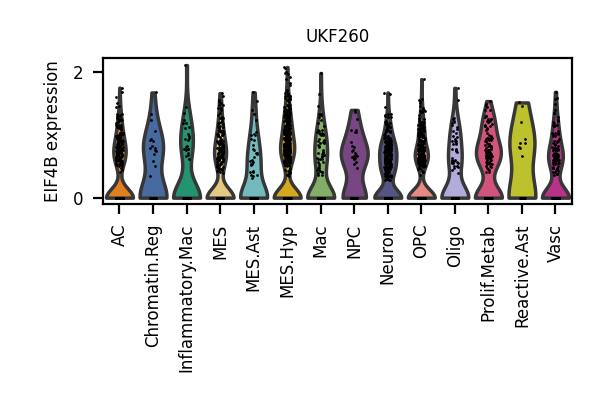 UKF260
EIF4B expression
2
0
AC
Chromatin.Reg
Inflammatory.Mac
MES
MES.Ast
MES.Hyp
Mac
NPC
Neuron
OPC
Oligo
Prolif.Metab
Reactive.Ast
Vasc